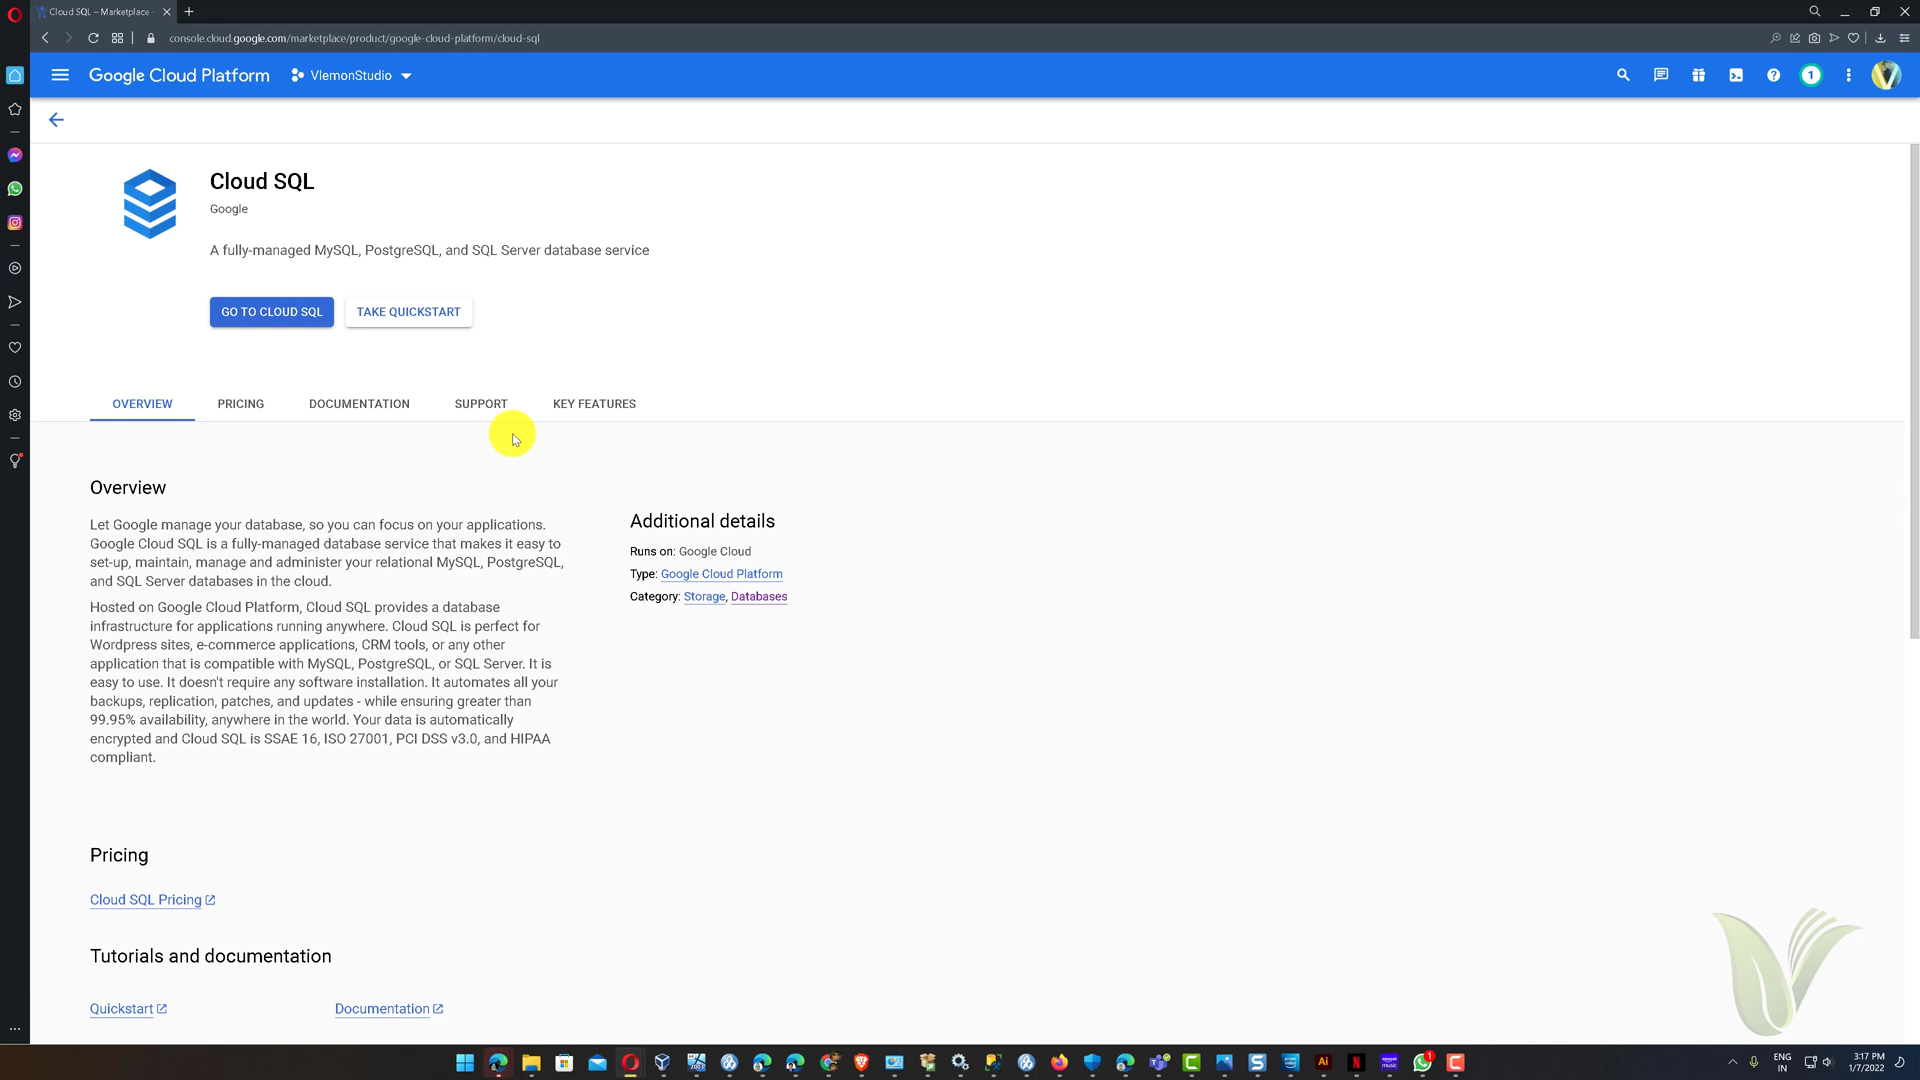 Cloud SQL – Marketplace -
console.cloud.google.com/marketplace/product/google-cloud-platform/cloud-sql
Google Cloud Platform
VlemonStudio
1
Cloud SQL
Google
A fully-managed MySQL, PostgreSQL, and SQL Server database service
GO TO CLOUD SQL
TAKE QUICKSTART
OVERVIEW
PRICING
DOCUMENTATION
SUPPORT
KEY FEATURES
Overview
Let Google manage your database, so you can focus on your applications.
Google Cloud SQL is a fully-managed database service that makes it easy to
set-up, maintain, manage and administer your relational MySQL, PostgreSQL,
and SQL Server databases in the cloud.
Hosted on Google Cloud Platform, Cloud SQL provides a database
infrastructure for applications running anywhere. Cloud SQL is perfect for
Wordpress sites, e-commerce applications, CRM tools, or any other
application that is compatible with MySQL, PostgreSQL, or SQL Server. It is
easy to use. It doesn't require any software installation. It automates all your
backups, replication, patches, and updates - while ensuring greater than
99.95% availability, anywhere in the world. Your data is automatically
encrypted and Cloud SQL is SSAE 16, ISO 27001, PCI DSS v3.0, and HIPAA
compliant.
Additional details
Runs on: Google Cloud
Type: Google Cloud Platform
Category: Storage, Databases
Pricing
Cloud SQL Pricing
Tutorials and documentation
Quickstart
Documentation
ENG
IN
3:17 PM
1/7/2022